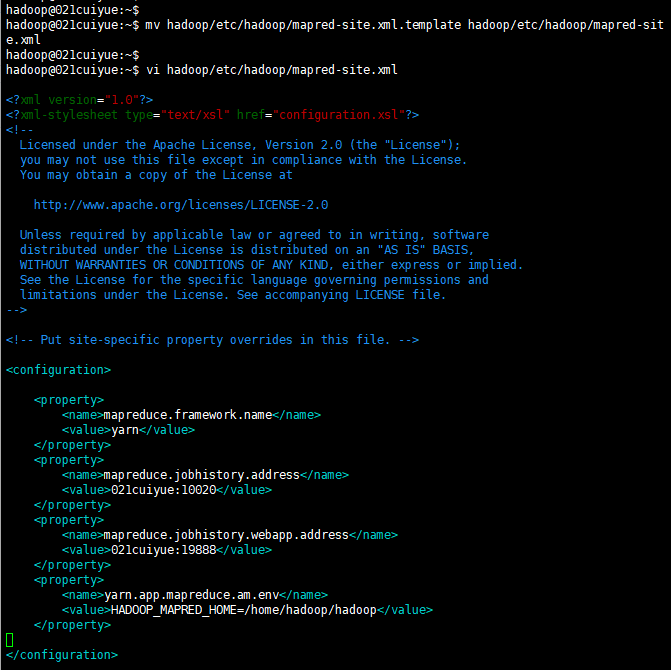 hadoop@021cuiyue:~$
hadoop@021cuiyue:~$ mv hadoop/etc/hadoop/mapred-site.xml.template hadoop/etc/hadoop/mapred-sit
e.xml
hadoop@021cuiyue:~$
hadoop@021cuiyue:~$ vi hadoop/etc/hadoop/mapred-site.xml
<?xml version="1.0"?>
<?xml-stylesheet type="text/xsl" href="configuration.xsl"?>
<!--
  Licensed under the Apache License, Version 2.0 (the "License");
  you may not use this file except in compliance with the License.
  You may obtain a copy of the License at

    http://www.apache.org/licenses/LICENSE-2.0

  Unless required by applicable law or agreed to in writing, software
  distributed under the License is distributed on an "AS IS" BASIS,
  WITHOUT WARRANTIES OR CONDITIONS OF ANY KIND, either express or implied.
  See the License for the specific language governing permissions and
  limitations under the License. See accompanying LICENSE file.
-->

<!-- Put site-specific property overrides in this file. -->

<configuration>

    <property>
        <name>mapreduce.framework.name</name>
        <value>yarn</value>
    </property>
    <property>
        <name>mapreduce.jobhistory.address</name>
        <value>021cuiyue:10020</value>
    </property>
    <property>
        <name>mapreduce.jobhistory.webapp.address</name>
        <value>021cuiyue:19888</value>
    </property>
    <property>
        <name>yarn.app.mapreduce.am.env</name>
        <value>HADOOP_MAPRED_HOME=/home/hadoop/hadoop</value>
    </property>

</configuration>